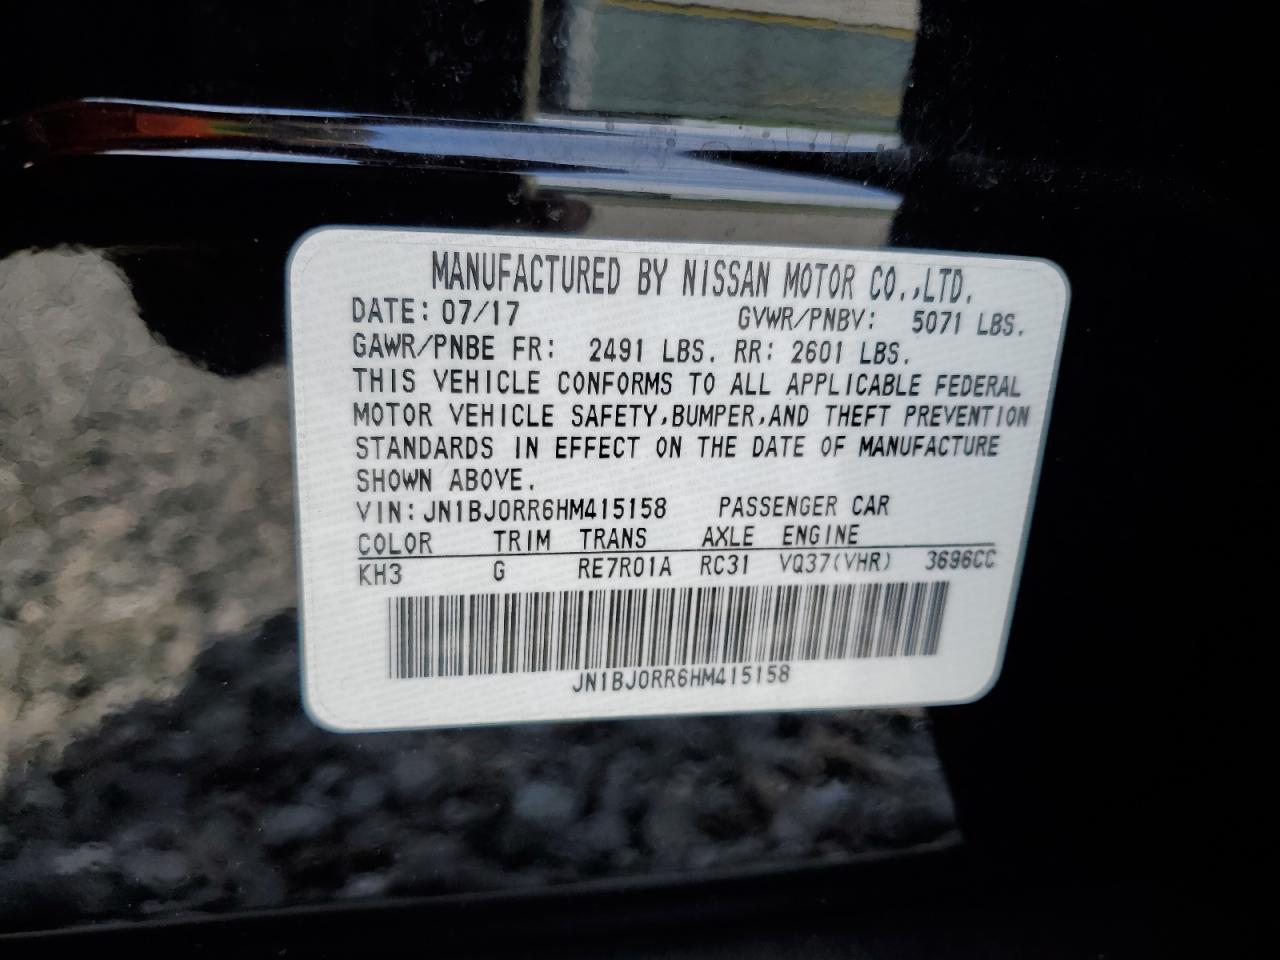 MANUFACTURED BY NISSAN MOTOR CO.,LTD.
DATE: 07/17 GVWR/PNBV: 5071 LBS.
GAWR/PNBE FR: 2491 LBS. RR: 2601 LBS.
THIS VEHICLE CONFORMS TO ALL APPLICABLE FEDERAL
MOTOR VEHICLE SAFETY,BUMPER,AND THEFT PREVENTION
STANDARDS IN EFFECT ON THE DATE OF MANUFACTURE
SHOWN ABOVE.
VIN:JN1BJ0RR6HM415158 PASSENGER CAR
COLOR TRIM TRANS AXLE ENGINE
KH3 G RE7R01A RC31 VQ37(VHR) 3696CC
JN1BJ0RR6HM415158